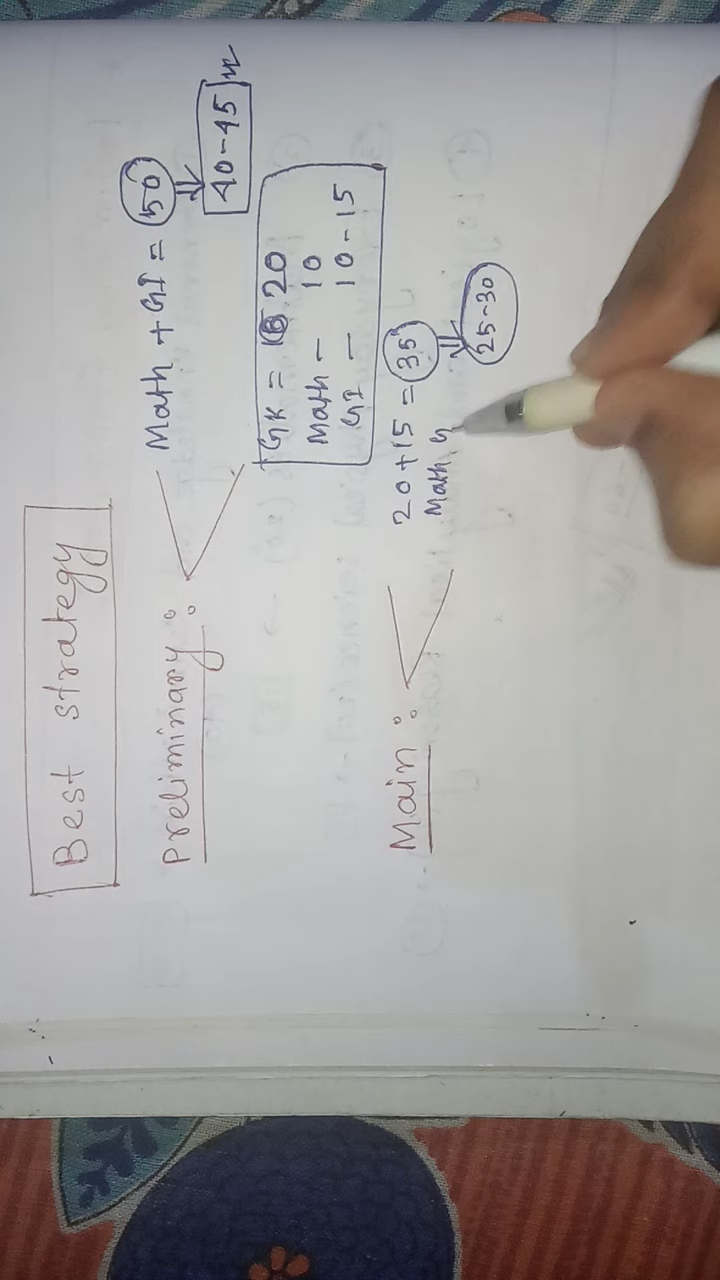 Best strategy
Preliminary :
Math + GI = 50
40-45
+ GK = 20
Math - 10
GI - 10-15
Main :
20+15 = 35
25-30
Math, G